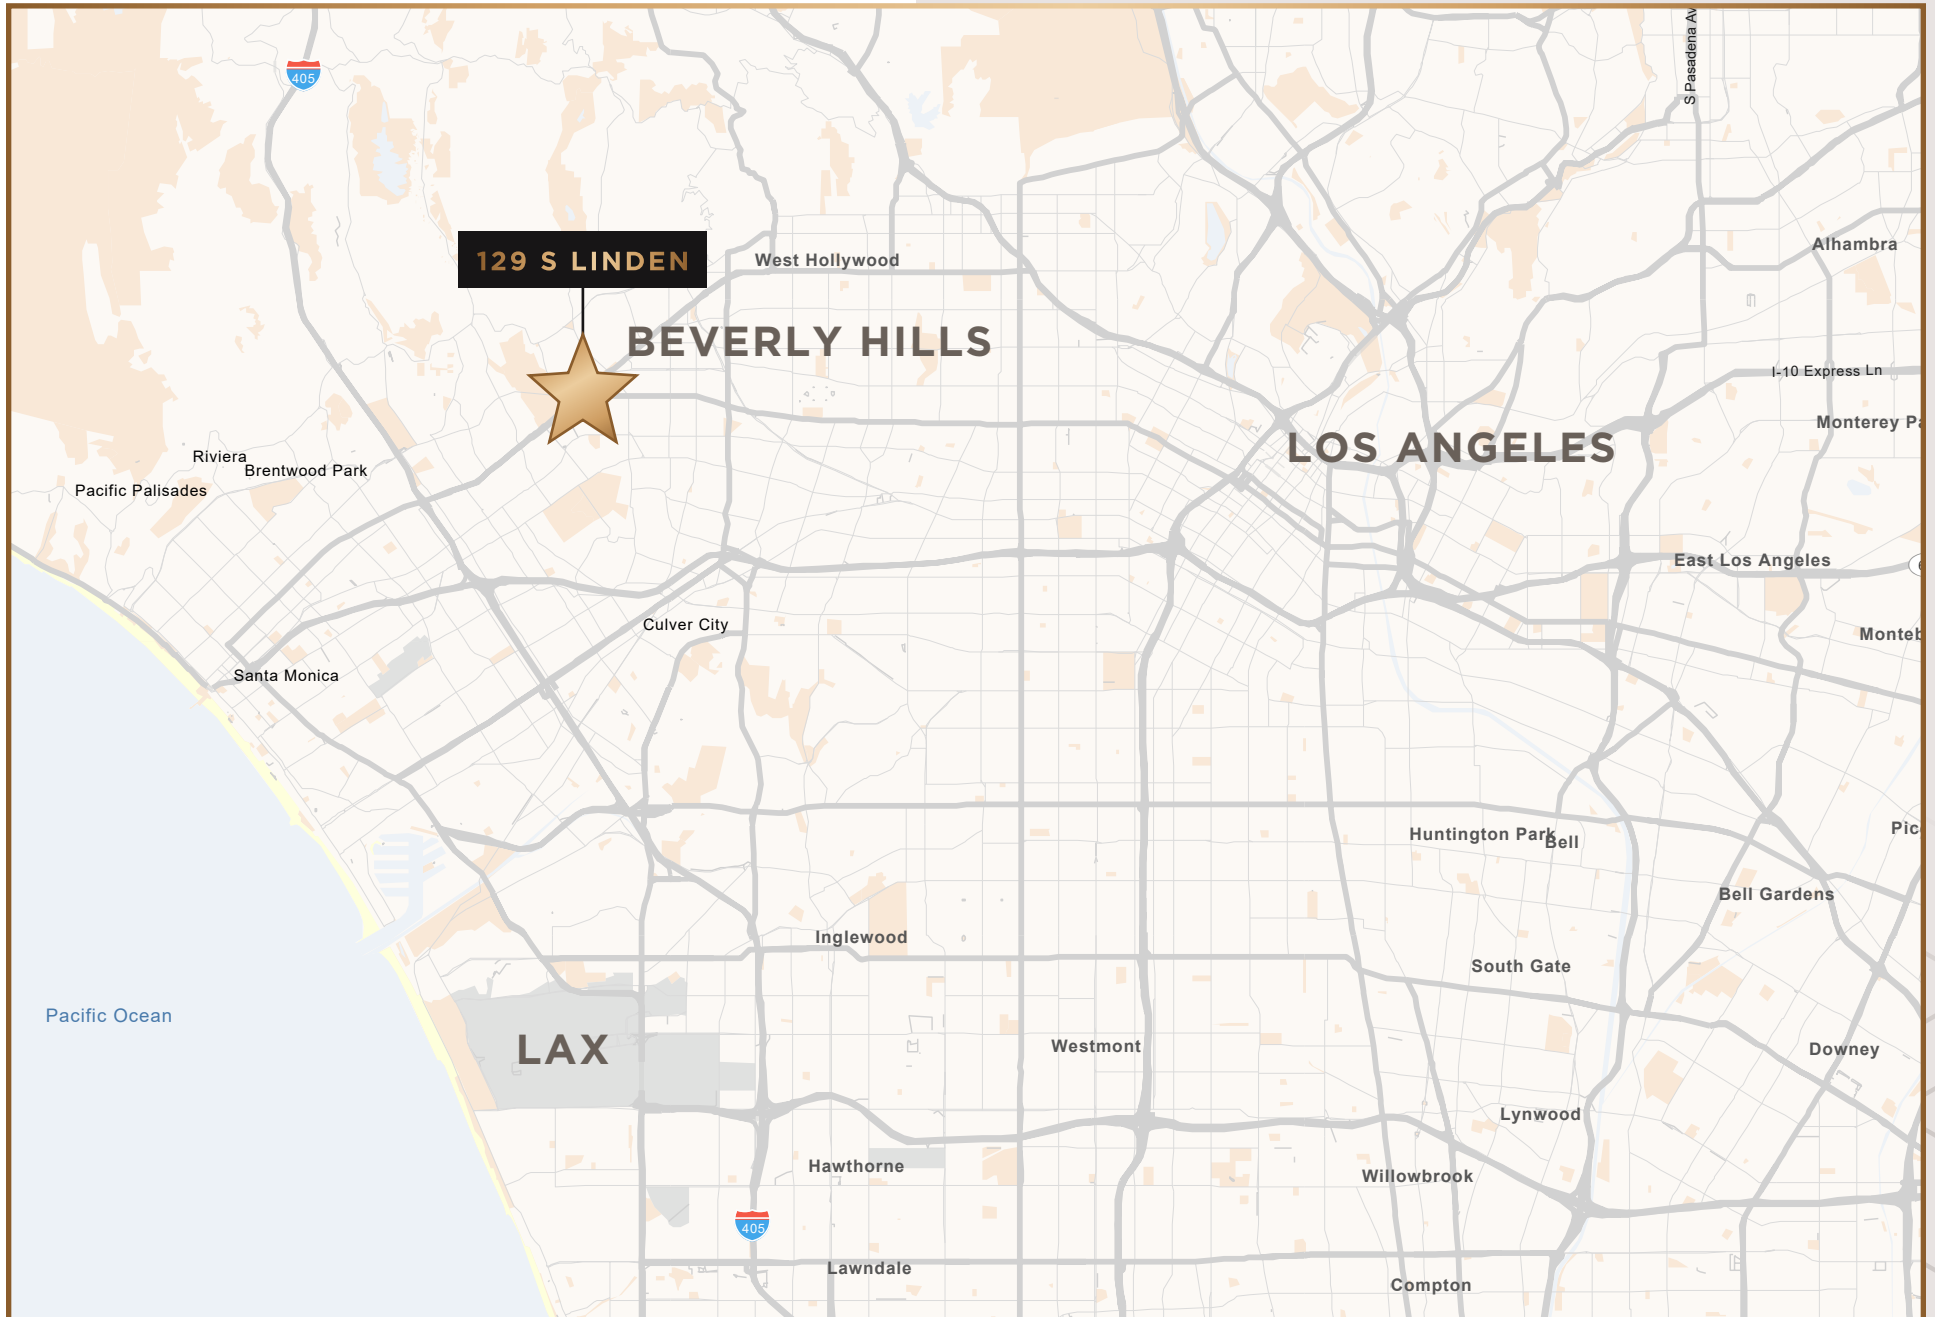 S Pasadena Av
405
Alhambra
129 S LINDEN
West Hollywood
BEVERLY HILLS
I-10 Express Ln
Monterey Pa
LOS ANGELES
Riviera
Brentwood Park
Pacific Palisades
East Los Angeles
6
Culver City
Monteb
Santa Monica
Huntington Park
Bell
Pico
Bell Gardens
Inglewood
South Gate
Pacific Ocean
LAX
Westmont
Downey
Lynwood
Hawthorne
Willowbrook
405
Lawndale
Compton